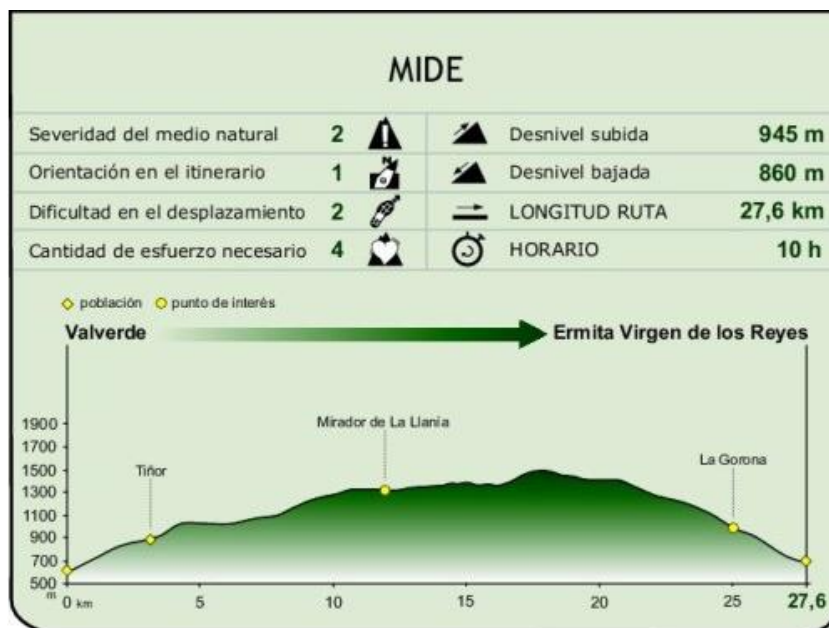 MIDE
Severidad del medio natural 2
Desnivel subida 945 m
Orientación en el itinerario 1
N
Desnivel bajada 860 m
Dificultad en el desplazamiento 2
LONGITUD RUTA 27,6 km
Cantidad de esfuerzo necesario 4
HORARIO 10 h
población
punto de interés
Valverde
Ermita Virgen de los Reyes
1900
1700
1500
1300
1100
900
700
500
m
Tiñor
Mirador de La Llanía
La Gorona
0 km
5
10
15
20
25
27,6